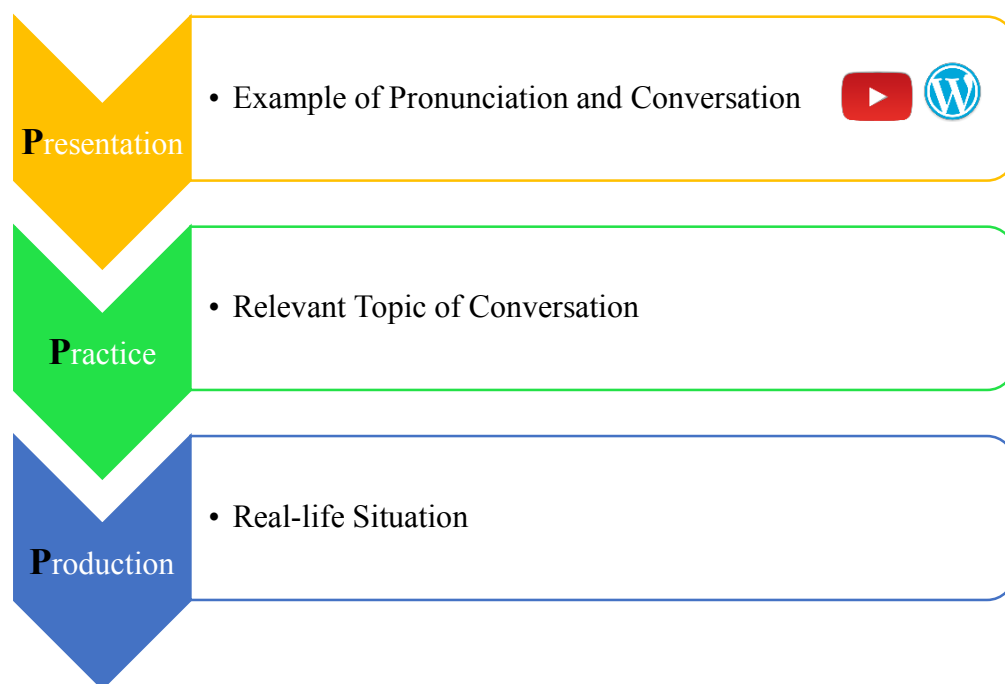 Presentation
• Example of Pronunciation and Conversation
Practice
• Relevant Topic of Conversation
Production
• Real-life Situation